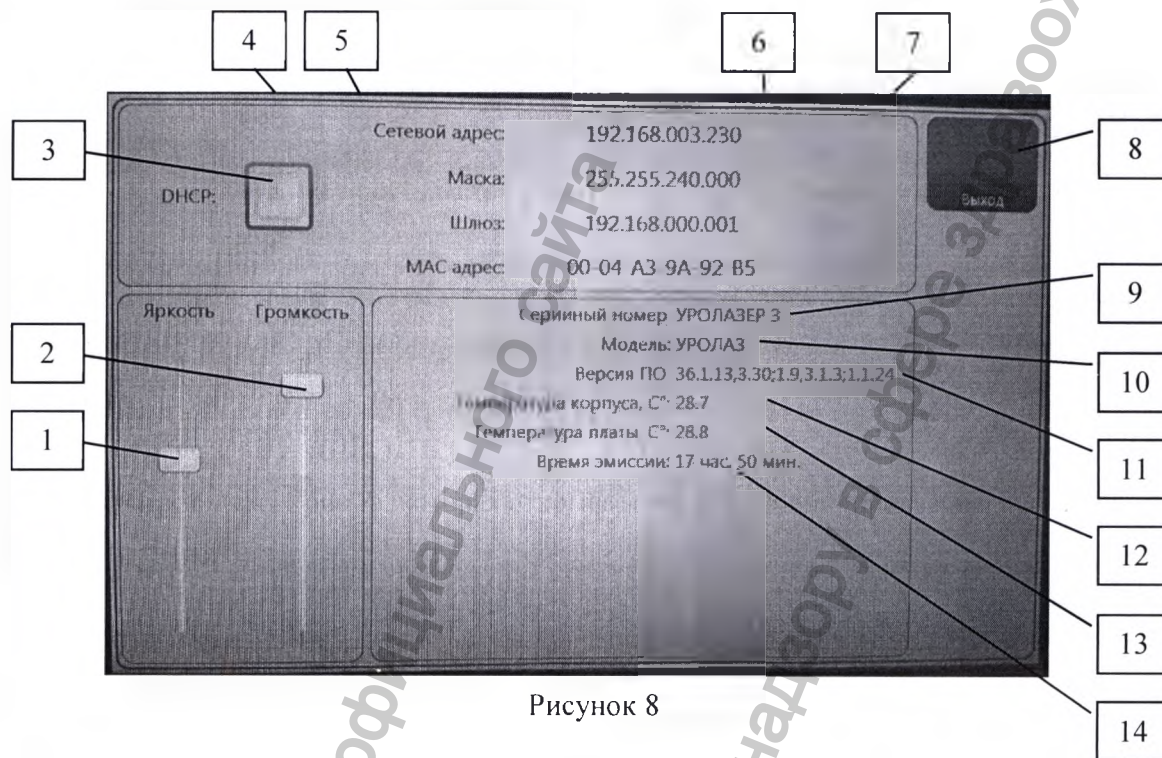 4 5 6 7
3
Сетевой адрес: 192.168.003.230
8
DHCP:
Маска: 255.255.240.000
Выход
Шлюз: 192.168.000.001
MAC адрес: 00-04 A3 9A-92 B5
9
Яркость Громкость
Серийный номер УРОЛАЗЕР 3
2
Модель: УРОЛАЗ
10
Версия ПО 36.1.13,3.30;1.9,3.1.3;1.1.24
Температура корпуса, C°: 28.7
1
Температура платы C°: 28.8
11
Время эмиссии: 17 час. 50 мин.
12
13
Рисунок 8
14
официального сайта
надзору в сфере